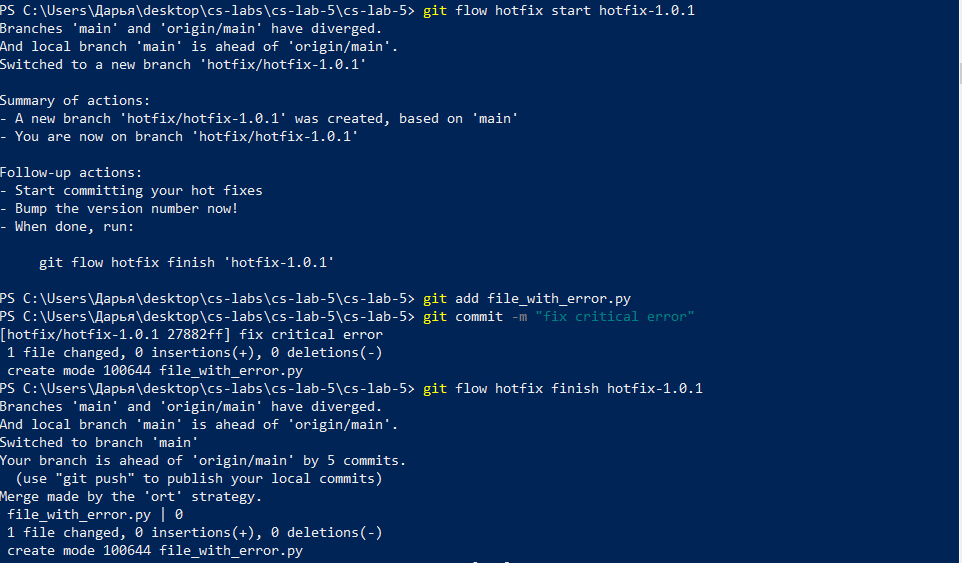 PS C:\Users\Дарья\desktop\cs-labs\cs-lab-5\cs-lab-5> git flow hotfix start hotfix-1.0.1
Branches 'main' and 'origin/main' have diverged.
And local branch 'main' is ahead of 'origin/main'.
Switched to a new branch 'hotfix/hotfix-1.0.1'
Summary of actions:
- A new branch 'hotfix/hotfix-1.0.1' was created, based on 'main'
- You are now on branch 'hotfix/hotfix-1.0.1'
Follow-up actions:
- Start committing your hot fixes
- Bump the version number now!
- When done, run:
git flow hotfix finish 'hotfix-1.0.1'
PS C:\Users\Дарья\desktop\cs-labs\cs-lab-5\cs-lab-5> git add file_with_error.py
PS C:\Users\Дарья\desktop\cs-labs\cs-lab-5\cs-lab-5> git commit -m "fix critical error"
[hotfix/hotfix-1.0.1 27882ff] fix critical error
1 file changed, 0 insertions(+), 0 deletions(-)
create mode 100644 file_with_error.py
PS C:\Users\Дарья\desktop\cs-labs\cs-lab-5\cs-lab-5> git flow hotfix finish hotfix-1.0.1
Branches 'main' and 'origin/main' have diverged.
And local branch 'main' is ahead of 'origin/main'.
Switched to branch 'main'
Your branch is ahead of 'origin/main' by 5 commits.
(use "git push" to publish your local commits)
Merge made by the 'ort' strategy.
file_with_error.py | 0
1 file changed, 0 insertions(+), 0 deletions(-)
create mode 100644 file_with_error.py